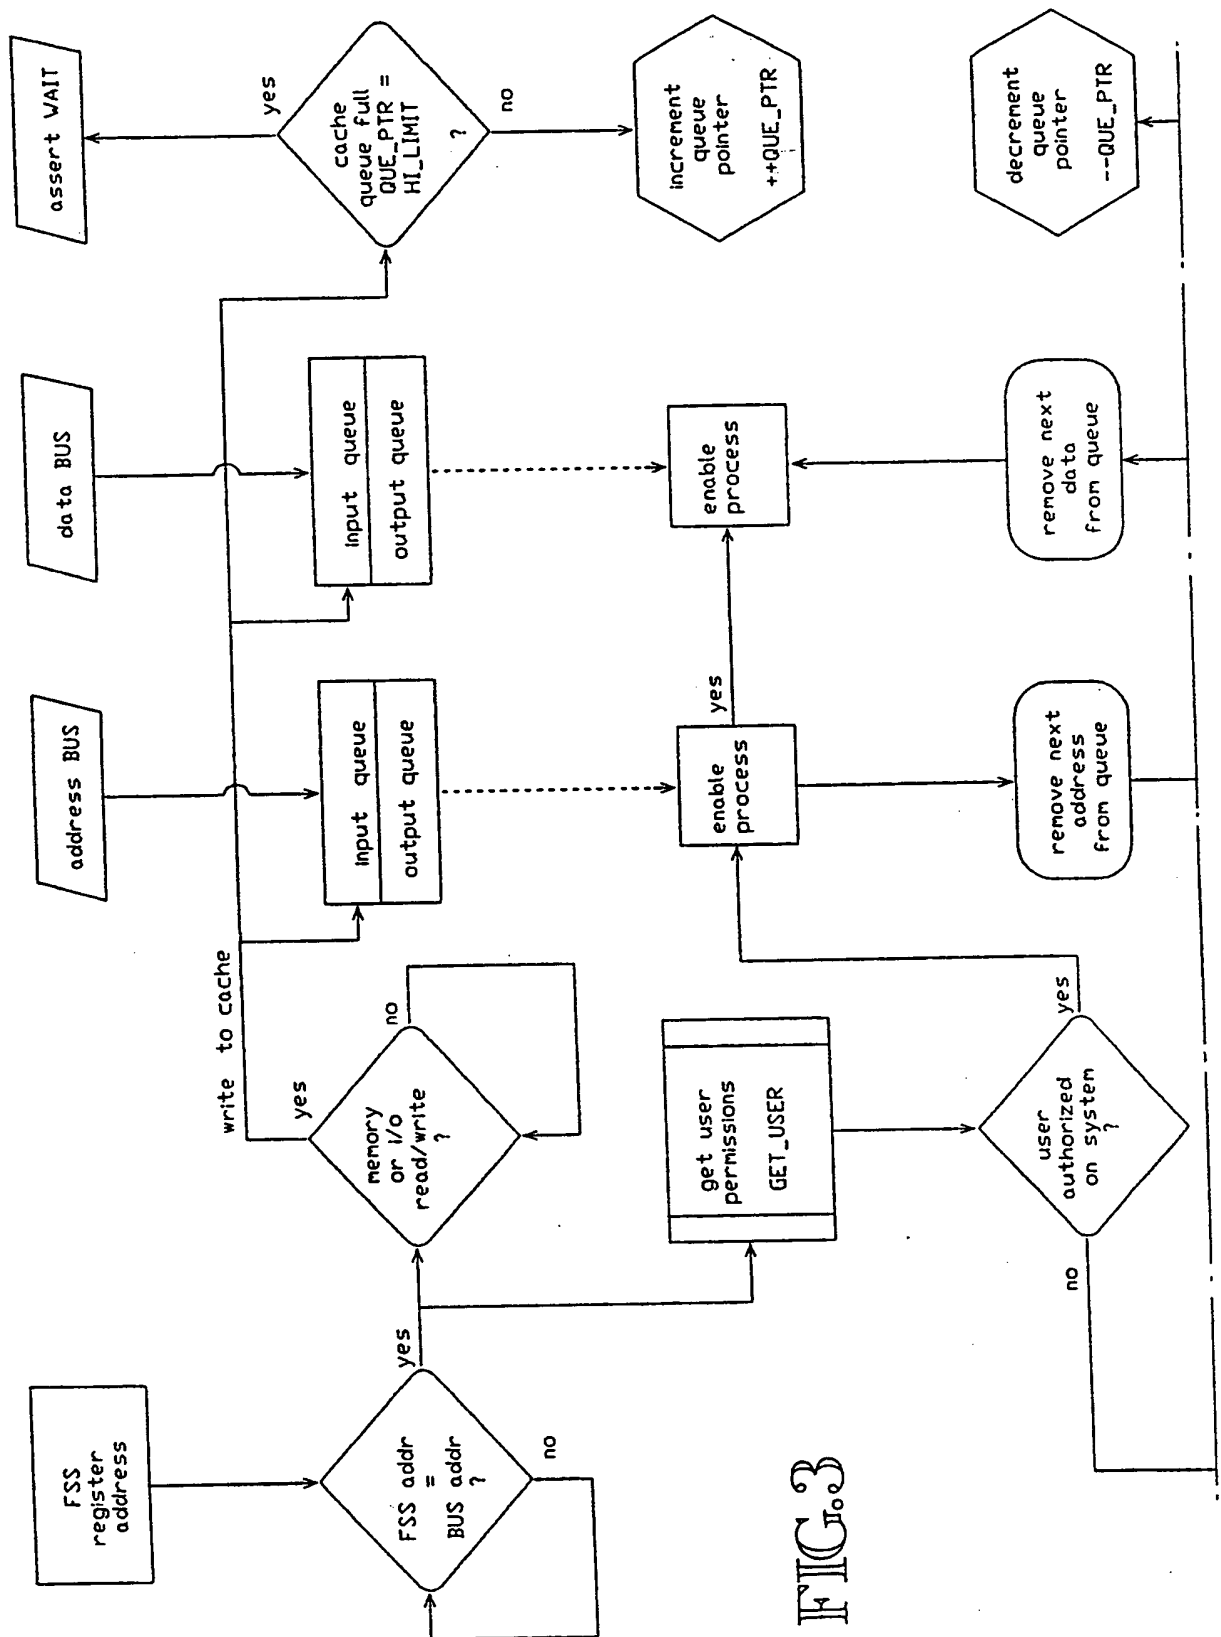 FSS
register
address
address BUS
data BUS
assert WAIT
write to cache
yes
FSS addr
=
BUS addr
?
yes
no
memory
or i/o
read/write
?
yes
no
input queue
output queue
input queue
output queue
cache
queue full
QUE_PTR =
HI_LIMIT
?
yes
no
get user
permissions
GET_USER
enable
process
yes
enable
process
increment
queue
pointer
++QUE_PTR
user
authorized
on system
?
yes
no
remove next
address
from queue
remove next
data
from queue
decrement
queue
pointer
--QUE_PTR
FIG.3